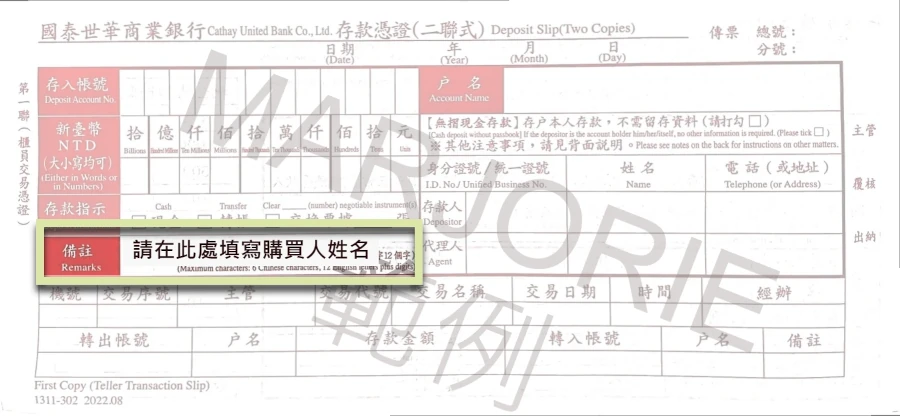 國泰世華商業銀行 Cathay United Bank Co., Ltd. 存款憑證(二聯式) Deposit Slip(Two Copies) 傳票 總號：
日期 年 月 日 分號：
(Date) (Year) (Month) (Day)
第一聯（櫃員交易憑證）
存入帳號
Deposit Account No.
戶名
Account Name
新臺幣
NTD
(大小寫均可)
(Either in Words or
in Numbers)
拾 億 仟 佰 拾 萬 仟 佰 拾 元
Billions Hundred Millions Ten Millions Millions Hundred Thousands Ten Thousands Thousands Hundreds Tens Unit
【無摺現金存款】存戶本人存款，不需留存資料(請打勾□)
(Cash deposit without passbook) If the depositor is the account holder him/herself, no other information is required. (Please tick □)
※其他注意事項，請見背面說明。Please see notes on the back for instructions on other matters.
身分證號／統一證號 姓名 電話（或地址）
I.D. No./ Unified Business No. Name Telephone (or Address)
存款指示
Cash Transfer Clear ____ (number) negotiable instrument(s)
存款人
Depositor
代理人
Agent
主管
覆核
出納
備註
Remarks
請在此處填寫購買人姓名
字12個字)
(Maximum characters: 6 Chinese characters, 12 English letters plus digits)
機號 交易序號 主管 交易代號 交易名稱 交易日期 時間 經辦
轉出帳號 戶名 存款金額 轉入帳號 戶名 備註
First Copy (Teller Transaction Slip)
1311-302 2022.08
MARJORIE
範例